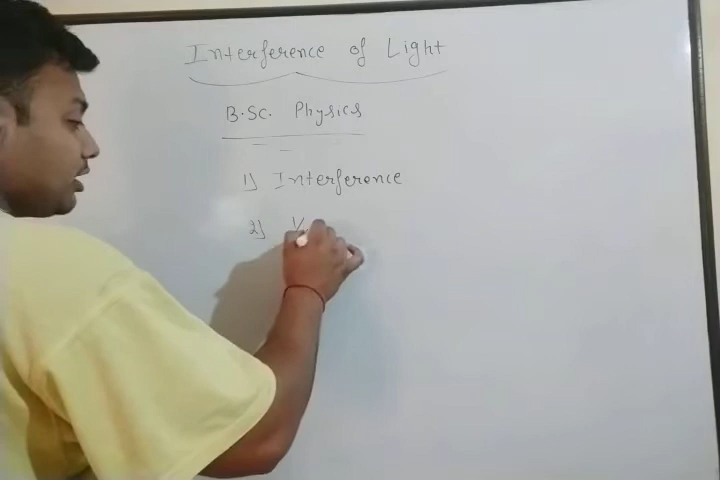 Interference of Light
B.Sc. Physics
1) Interference
2)